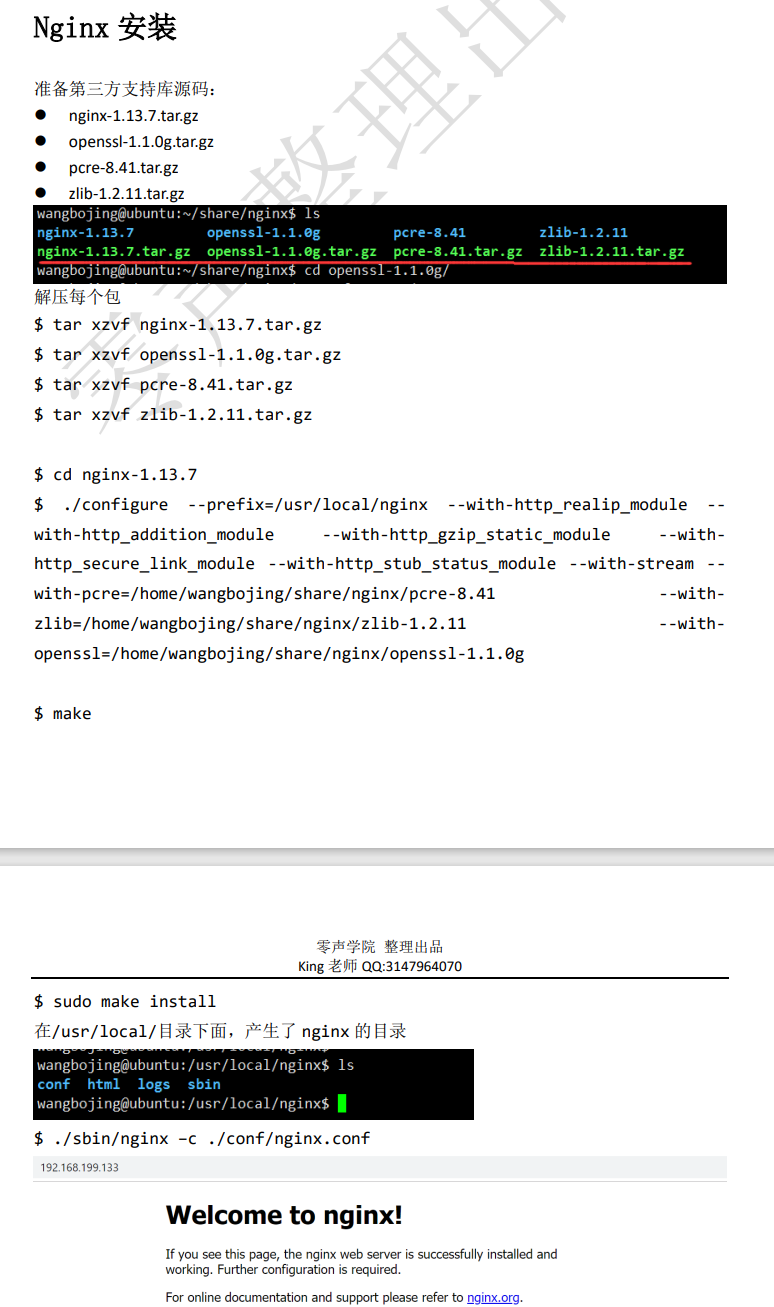 Nginx 安装
准备第三方支持库源码：
● nginx-1.13.7.tar.gz
● openssl-1.1.0g.tar.gz
● pcre-8.41.tar.gz
● zlib-1.2.11.tar.gz
wangbojing@ubuntu:~/share/nginx$ ls
nginx-1.13.7 openssl-1.1.0g pcre-8.41 zlib-1.2.11
nginx-1.13.7.tar.gz openssl-1.1.0g.tar.gz pcre-8.41.tar.gz zlib-1.2.11.tar.gz
wangbojing@ubuntu:~/share/nginx$ cd openssl-1.1.0g/
解压每个包
$ tar xzvf nginx-1.13.7.tar.gz
$ tar xzvf openssl-1.1.0g.tar.gz
$ tar xzvf pcre-8.41.tar.gz
$ tar xzvf zlib-1.2.11.tar.gz
$ cd nginx-1.13.7
$ ./configure --prefix=/usr/local/nginx --with-http_realip_module --
with-http_addition_module --with-http_gzip_static_module --with-
http_secure_link_module --with-http_stub_status_module --with-stream --
with-pcre=/home/wangbojing/share/nginx/pcre-8.41 --with-
zlib=/home/wangbojing/share/nginx/zlib-1.2.11 --with-
openssl=/home/wangbojing/share/nginx/openssl-1.1.0g
$ make
零声学院 整理出品
King 老师 QQ:3147964070
$ sudo make install
在/usr/local/目录下面，产生了 nginx 的目录
wangbojing@ubuntu:/usr/local/nginx$ ls
conf html logs sbin
wangbojing@ubuntu:/usr/local/nginx$
$ ./sbin/nginx –c ./conf/nginx.conf
192.168.199.133
Welcome to nginx!
If you see this page, the nginx web server is successfully installed and
working. Further configuration is required.
For online documentation and support please refer to nginx.org.